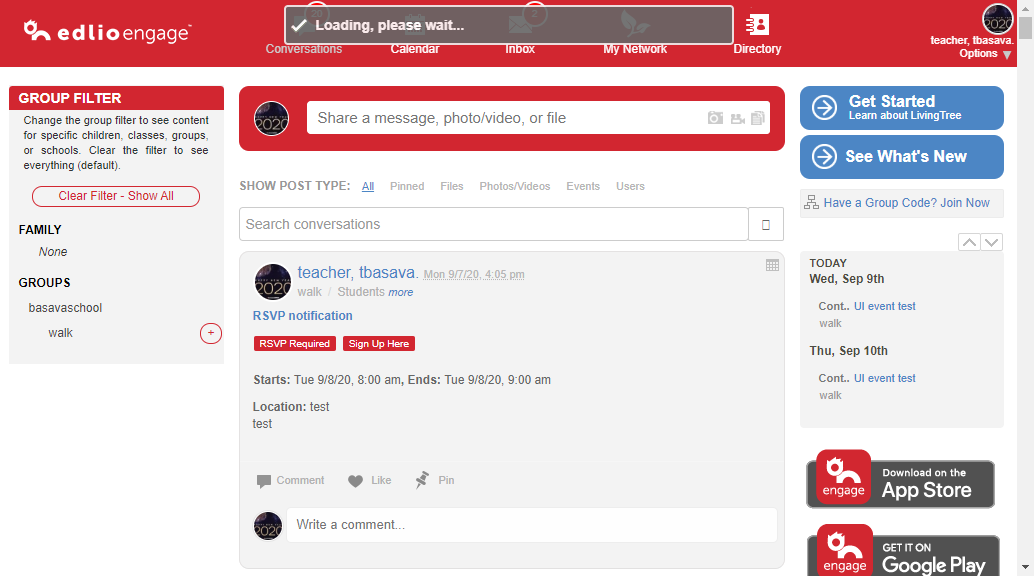 edlio engage™
Loading, please wait...
20
2
Conversations
Calendar
Inbox
My Network
Directory
teacher, tbasava.
Options ▼
GROUP FILTER
Change the group filter to see content
for specific children, classes, groups,
or schools. Clear the filter to see
everything (default).
Clear Filter - Show All
FAMILY
None
GROUPS
basavaschool
walk
+
2020
Share a message, photo/video, or file
SHOW POST TYPE: All Pinned Files Photos/Videos Events Users
Search conversations
2020
teacher, tbasava. Mon 9/7/20, 4:05 pm
walk / Students more
RSVP notification
RSVP Required Sign Up Here
Starts: Tue 9/8/20, 8:00 am, Ends: Tue 9/8/20, 9:00 am
Location: test
test
Comment Like Pin
2020
Write a comment...
Get Started
Learn about LivingTree
See What's New
Have a Group Code? Join Now
TODAY
Wed, Sep 9th
Cont.. UI event test
walk
Thu, Sep 10th
Cont.. UI event test
walk
engage
Download on the
App Store
engage
GET IT ON
Google Play